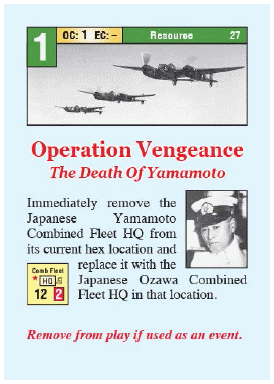 1 OC: 1 EC: – Resource 27
Operation Vengeance
The Death Of Yamamoto
Immediately remove the
Japanese Yamamoto
Combined Fleet HQ from
its current hex location and
replace it with the
Japanese Ozawa Combined
Fleet HQ in that location.
Comb Fleet
* HQ
12 2
Remove from play if used as an event.